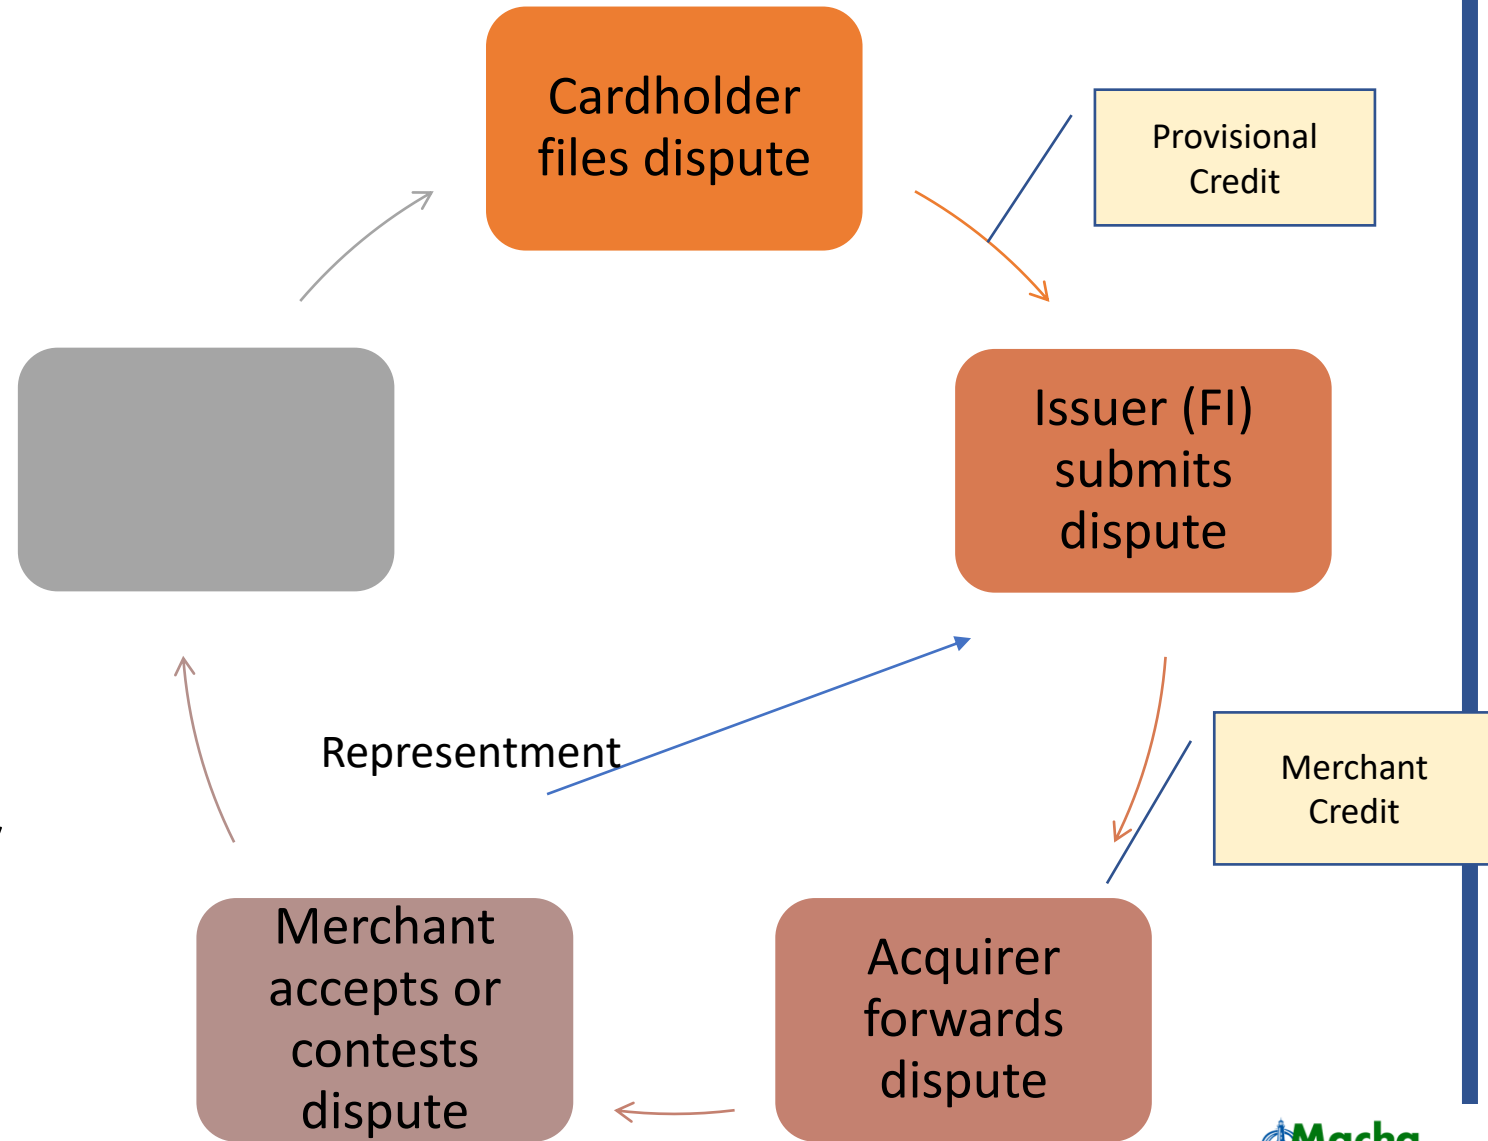 Cardholder
files dispute
Provisional
Credit
Issuer (FI)
submits
dispute
Representment
Merchant
Credit
Acquirer
forwards
dispute
Merchant
accepts or
contests
dispute